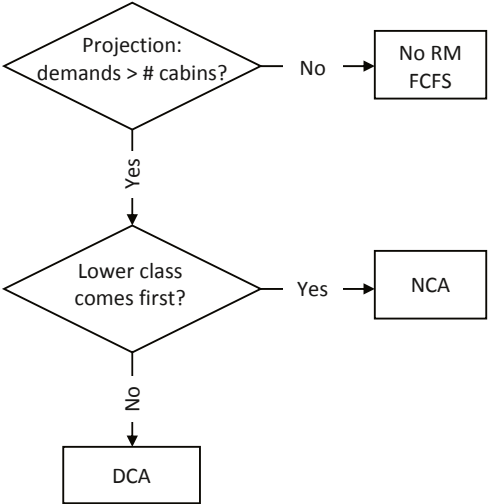 Projection:
demands > # cabins?
No
No RM
FCFS
Yes
Lower class
comes first?
Yes
NCA
No
DCA